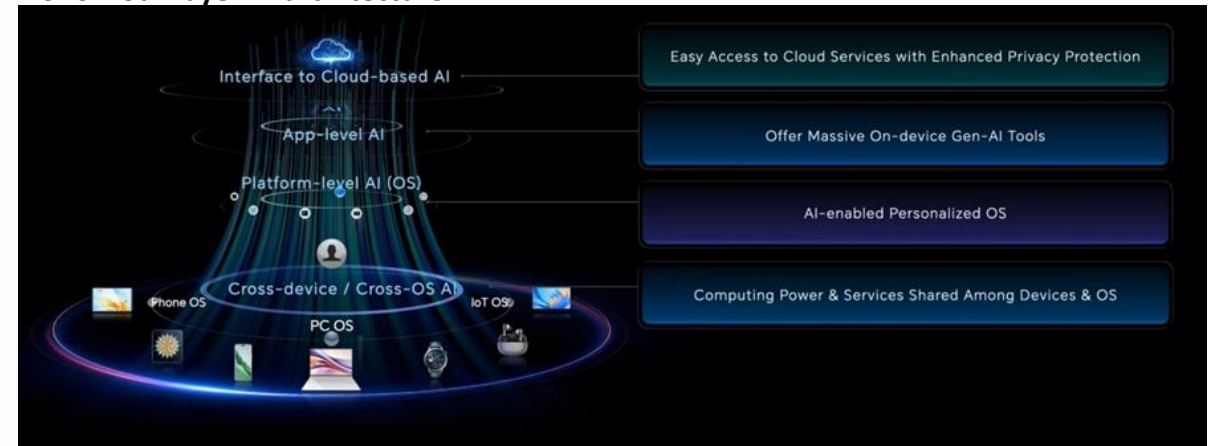 Interface to Cloud-based AI
Easy Access to Cloud Services with Enhanced Privacy Protection
App-level AI
Offer Massive On-device Gen-AI Tools
Platform-level AI (OS)
AI-enabled Personalized OS
Cross-device / Cross-OS AI
Computing Power & Services Shared Among Devices & OS
Phone OS
IoT OS
PC OS